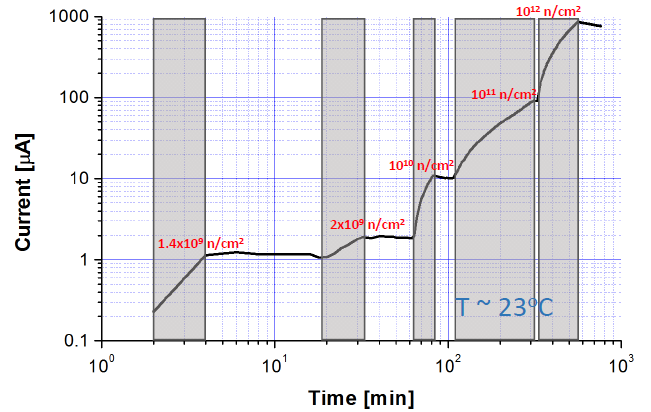 10¹² n/cm²
1000
10¹¹ n/cm²
100
10¹⁰ n/cm²
10
2x10⁹ n/cm²
1.4x10⁹ n/cm²
1
T ~ 23°C
0.1
10⁰ 10¹ 10² 10³
Time [min]
Current [µA]